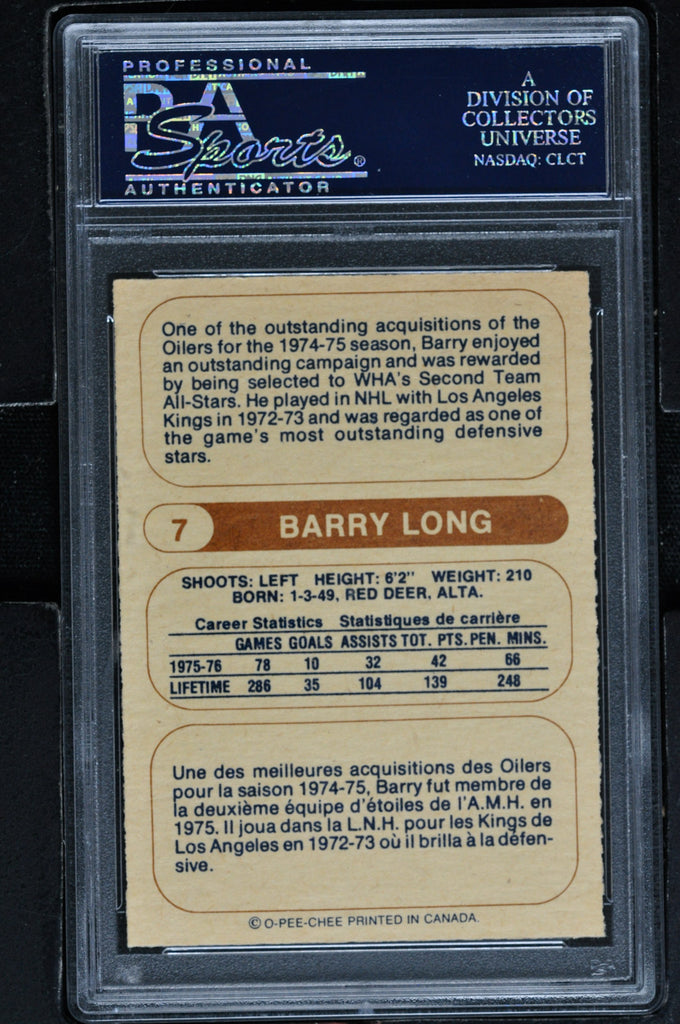 PROFESSIONAL
PSA
Sports®
AUTHENTICATOR
A
DIVISION OF
COLLECTORS
UNIVERSE
NASDAQ: CLCT
One of the outstanding acquisitions of the
Oilers for the 1974-75 season, Barry enjoyed
an outstanding campaign and was rewarded
by being selected to WHA's Second Team
All-Stars. He played in NHL with Los Angeles
Kings in 1972-73 and was regarded as one of
the game's most outstanding defensive
stars.
7 BARRY LONG
SHOOTS: LEFT HEIGHT: 6'2'' WEIGHT: 210
BORN: 1-3-49, RED DEER, ALTA.
Career Statistics Statistiques de carrière
GAMES GOALS ASSISTS TOT. PTS. PEN. MINS.
1975-76 78 10 32 42 66
LIFETIME 286 35 104 139 248
Une des meilleures acquisitions des Oilers
pour la saison 1974-75, Barry fut membre de
la deuxième équipe d'étoiles de l'A.M.H. en
1975. Il joua dans la L.N.H. pour les Kings de
Los Angeles en 1972-73 où il brilla à la défen-
sive.
© O-PEE-CHEE PRINTED IN CANADA.